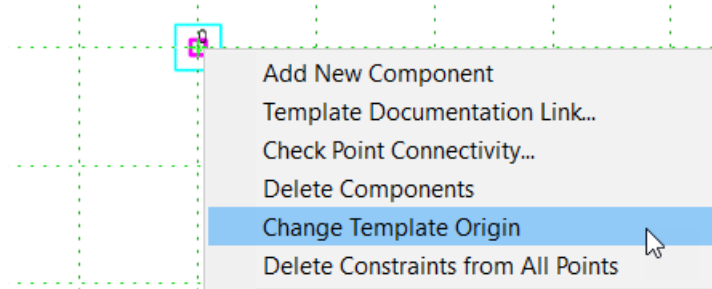 Add New Component
Template Documentation Link...
Check Point Connectivity...
Delete Components
Change Template Origin
Delete Constraints from All Points